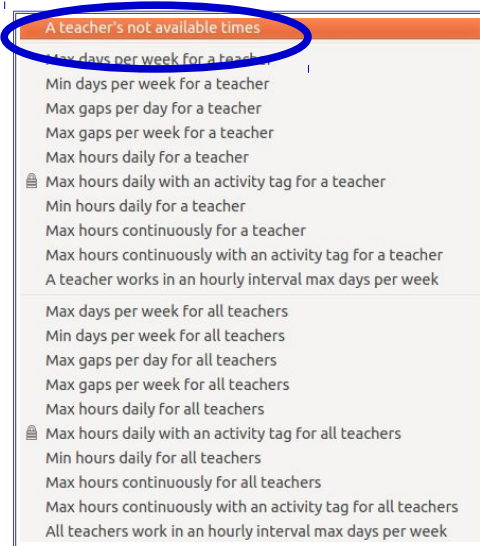 A teacher's not available times
Max days per week for a teacher
Min days per week for a teacher
Max gaps per day for a teacher
Max gaps per week for a teacher
Max hours daily for a teacher
Max hours daily with an activity tag for a teacher
Min hours daily for a teacher
Max hours continuously for a teacher
Max hours continuously with an activity tag for a teacher
A teacher works in an hourly interval max days per week
Max days per week for all teachers
Min days per week for all teachers
Max gaps per day for all teachers
Max gaps per week for all teachers
Max hours daily for all teachers
Max hours daily with an activity tag for all teachers
Min hours daily for all teachers
Max hours continuously for all teachers
Max hours continuously with an activity tag for all teachers
All teachers work in an hourly interval max days per week